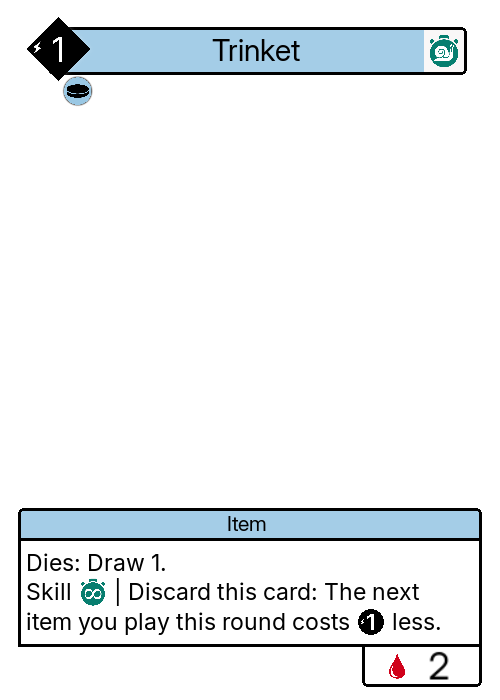 1 Trinket
Item
Dies: Draw 1.
Skill | Discard this card: The next
item you play this round costs 1 less.
2